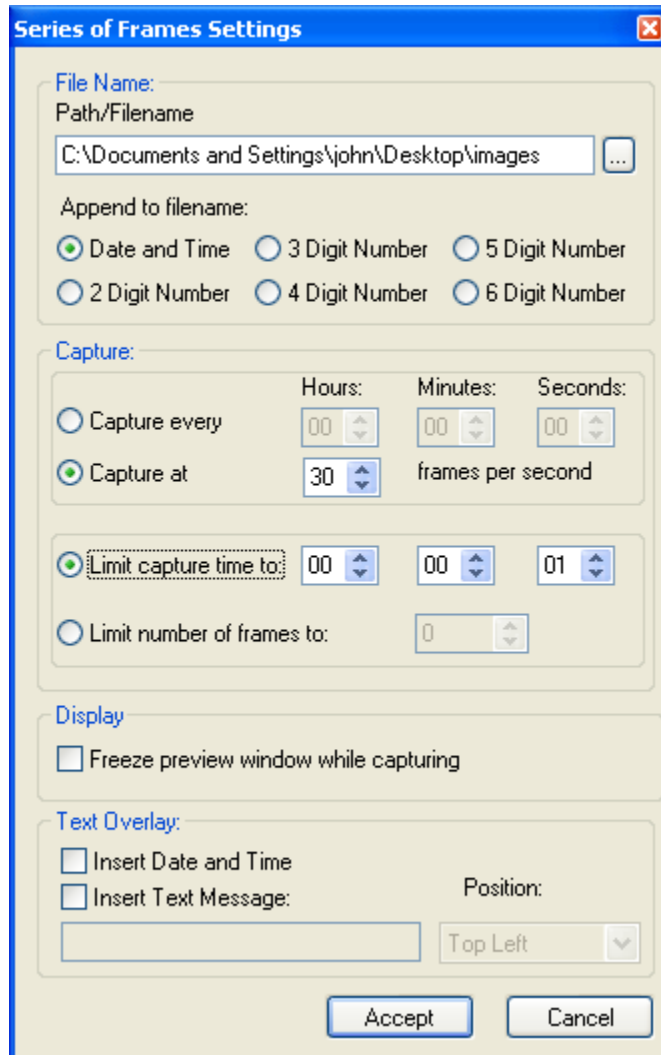 Series of Frames Settings
File Name:
Path/Filename
C:\Documents and Settings\john\Desktop\images ...
Append to filename:
Date and Time 3 Digit Number 5 Digit Number
2 Digit Number 4 Digit Number 6 Digit Number
Capture:
Hours: Minutes: Seconds:
Capture every 00 00 00
Capture at 30 frames per second
Limit capture time to: 00 00 01
Limit number of frames to: 0
Display
Freeze preview window while capturing
Text Overlay:
Insert Date and Time
Insert Text Message: Position:
Top Left
Accept Cancel